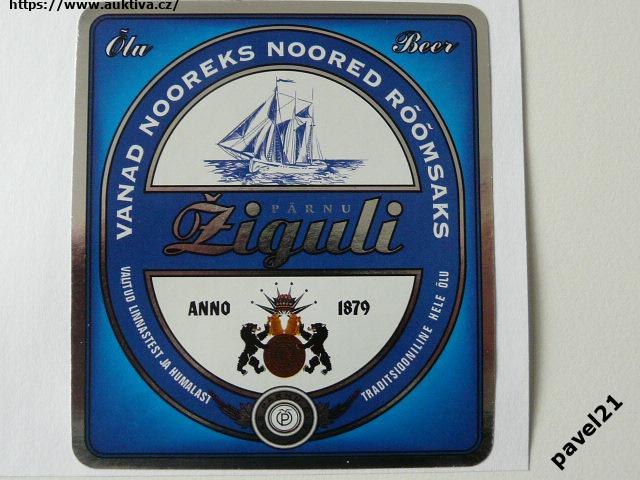 https://www.auktiva.cz/
Õlu
Beer
VANAD NOOREKS NOORED RÕÕMSAKS
PÄRNU
Žiguli
ANNO 1879
VALITUD LINNASTEST JA HUMALAST
TRADITSIOONILINE HELE ÕLU
pavel21